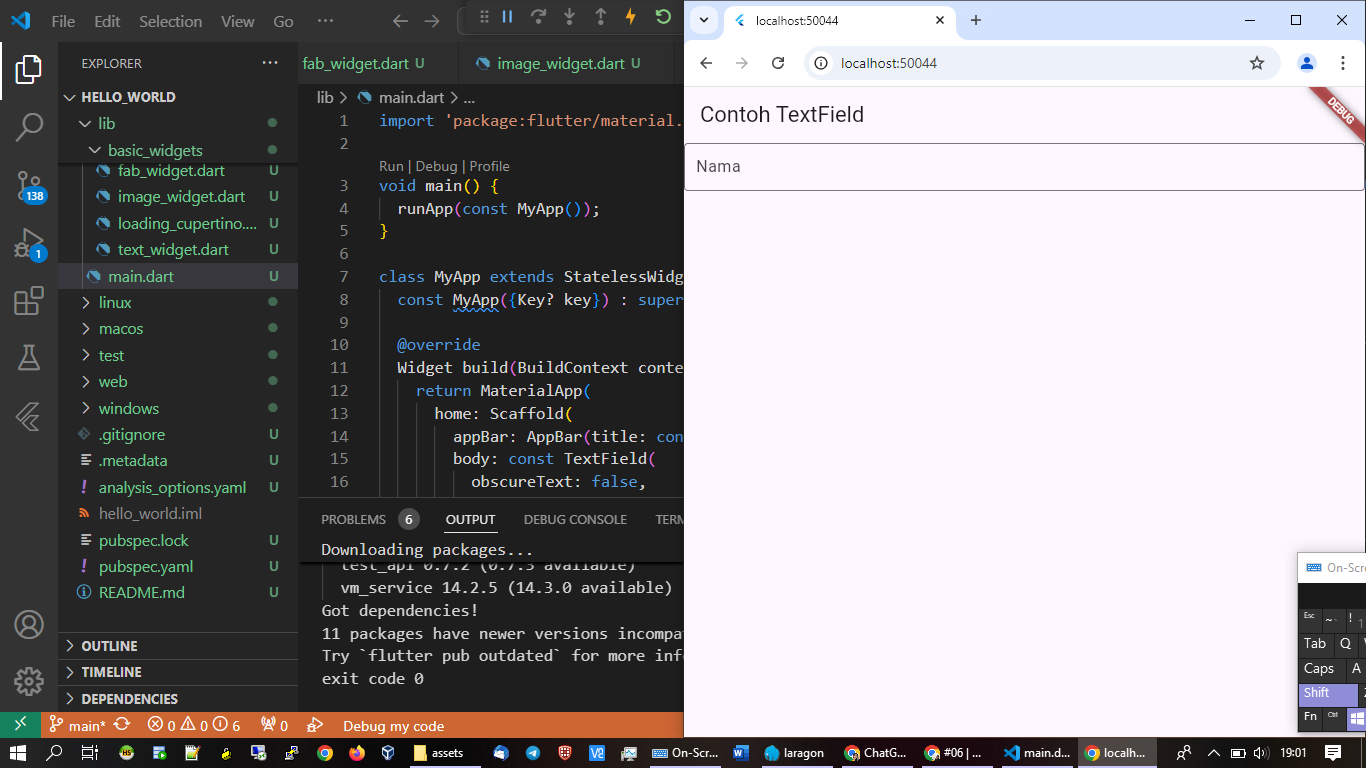 File Edit Selection View Go ···
EXPLORER ···
HELLO_WORLD
lib
basic_widgets
fab_widget.dart U
image_widget.dart U
loading_cupertino.... U
text_widget.dart U
main.dart U
linux
macos
test
web
windows
.gitignore U
.metadata U
analysis_options.yaml U
hello_world.iml
pubspec.lock U
pubspec.yaml U
README.md U
OUTLINE
TIMELINE
DEPENDENCIES
138
1
fab_widget.dart U image_widget.dart U
lib > main.dart > ...
1 import 'package:flutter/material.
2
Run | Debug | Profile
3 void main() {
4 runApp(const MyApp());
5 }
6
7 class MyApp extends StatelessWidg
8 const MyApp({Key? key}) : super
9
10 @override
11 Widget build(BuildContext conte
12 return MaterialApp(
13 home: Scaffold(
14 appBar: AppBar(title: con
15 body: const TextField(
16 obscureText: false,
PROBLEMS 6 OUTPUT DEBUG CONSOLE TERM
Downloading packages...
test_api 0.7.2 (0.7.3 available)
vm_service 14.2.5 (14.3.0 available)
Got dependencies!
11 packages have newer versions incompa
Try `flutter pub outdated` for more inf
exit code 0
main* 0 0 6 0 Debug my code
localhost:50044
localhost:50044
Contoh TextField
DEBUG
Nama
On-Scre
Esc ~ ` ! 1
Tab Q
Caps A
Shift
Fn Ctrl
assets On-Scr... laragon ChatG... #06 | ... main.d... localh... 19:01